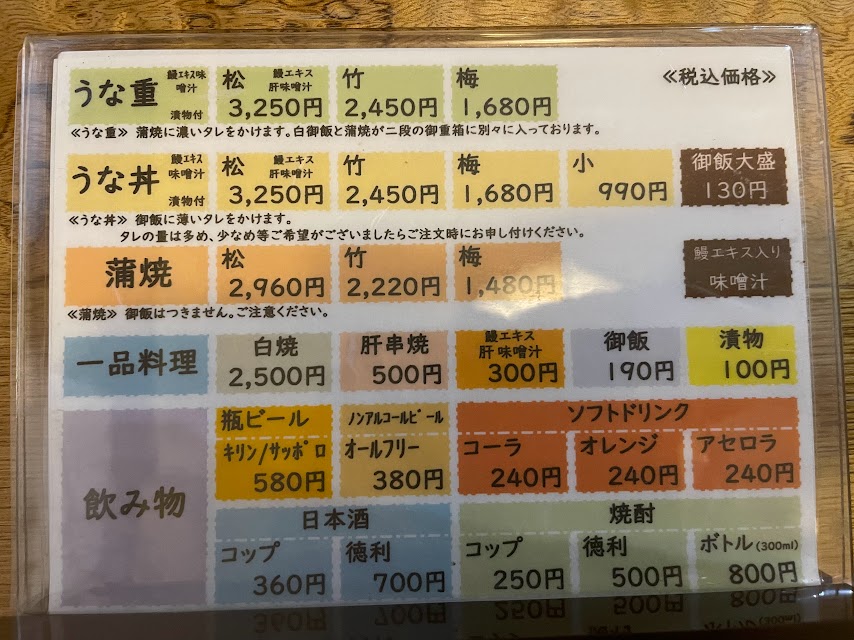 うな重 鰻エキス味噌汁 漬物付 松 鰻エキス肝味噌汁 3,250円 竹 2,450円 梅 1,680円 ≪税込価格≫
≪うな重≫ 蒲焼に濃いタレをかけます。白御飯と蒲焼が二段の御重箱に別々に入っております。
うな丼 鰻エキス味噌汁 漬物付 松 鰻エキス肝味噌汁 3,250円 竹 2,450円 梅 1,680円 小 990円 御飯大盛 130円
≪うな丼≫ 御飯に薄いタレをかけます。
タレの量は多め、少なめ等ご希望がございましたらご注文時にお申し付けください。
蒲焼 松 2,960円 竹 2,220円 梅 1,480円 鰻エキス入り 味噌汁
≪蒲焼≫ 御飯はつきません。ご注意ください。
一品料理 白焼 2,500円 肝串焼 500円 鰻エキス肝味噌汁 300円 御飯 190円 漬物 100円
飲み物
瓶ビール ノンアルコールビール ソフトドリンク
キリン/サッポロ 580円 オールフリー 380円 コーラ 240円 オレンジ 240円 アセロラ 240円
日本酒 焼酎
コップ 360円 徳利 700円 コップ 250円 徳利 500円 ボトル(300ml) 800円